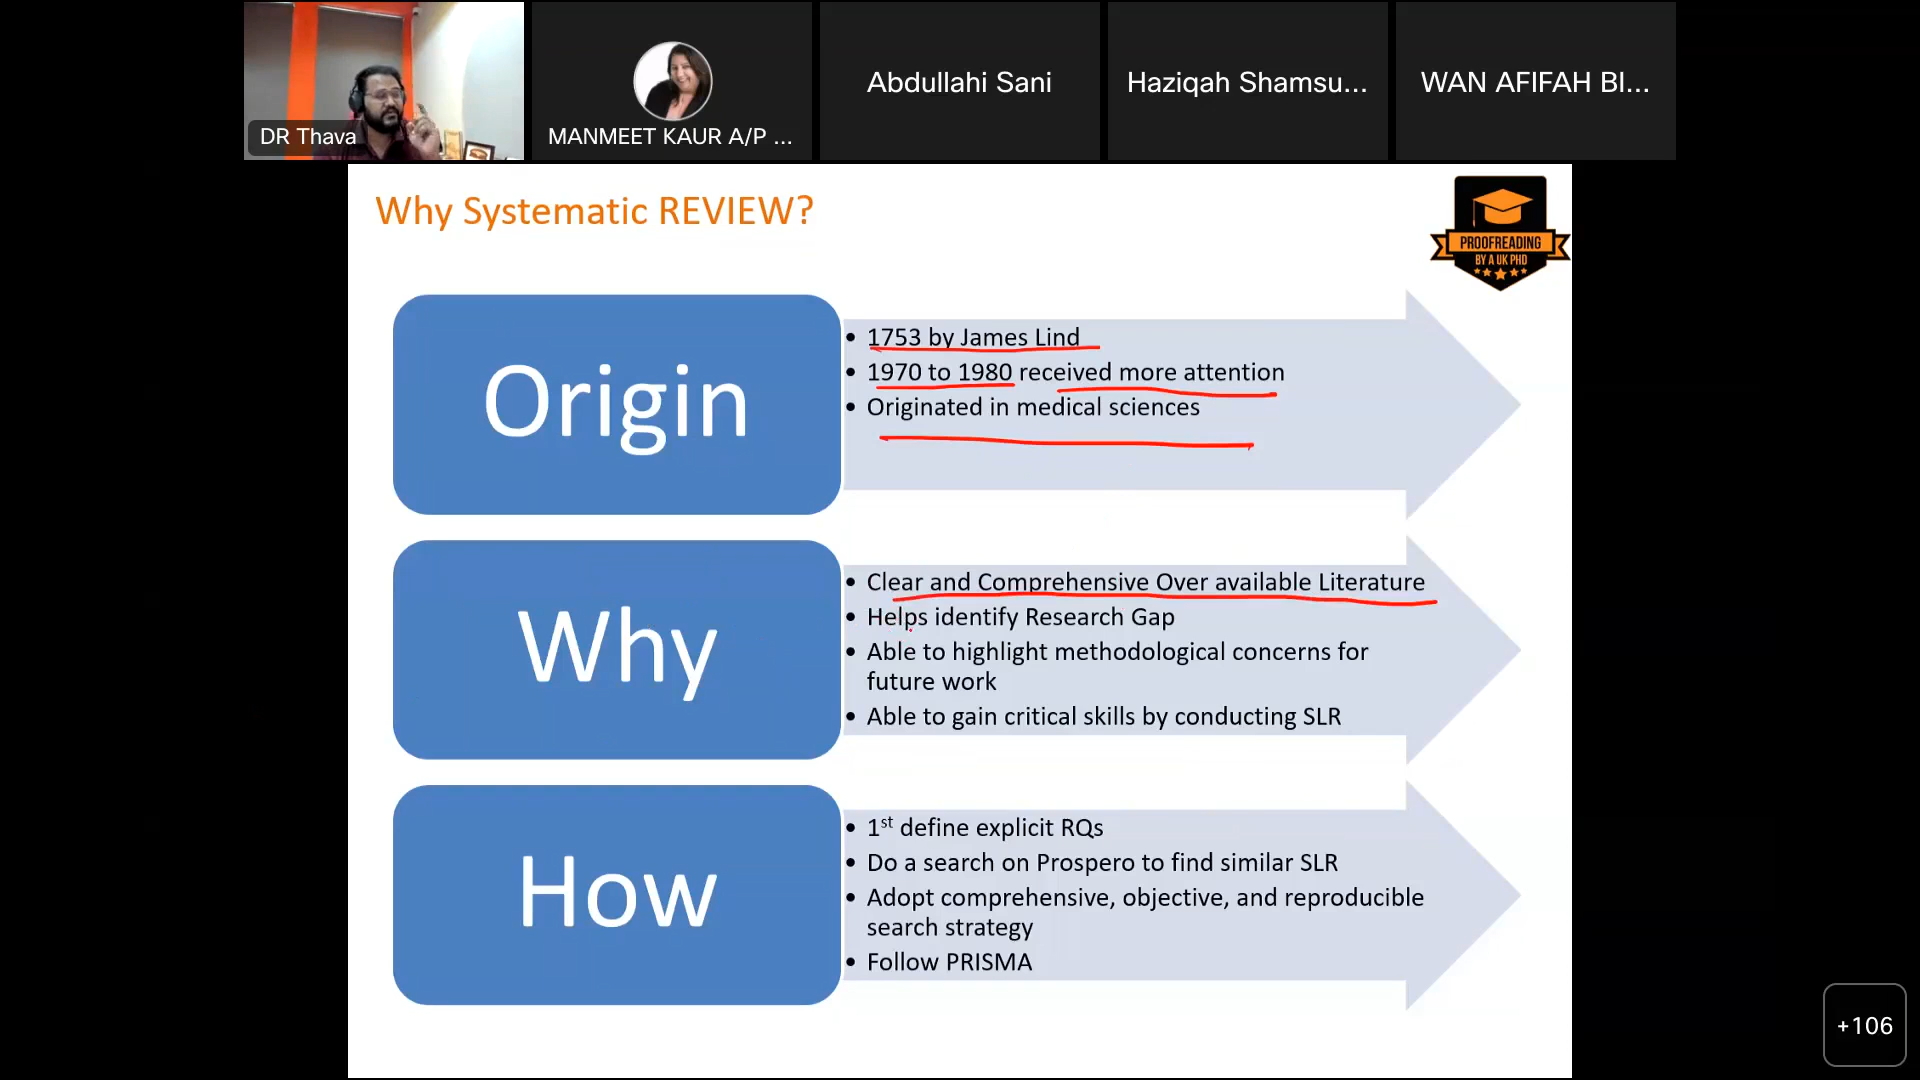 DR Thava
MANMEET KAUR A/P ...
Abdullahi Sani
Haziqah Shamsu...
WAN AFIFAH BI...
Why Systematic REVIEW?
PROOFREADING
BY A UK PHD
Origin
• 1753 by James Lind
• 1970 to 1980 received more attention
• Originated in medical sciences
Why
• Clear and Comprehensive Over available Literature
• Helps identify Research Gap
• Able to highlight methodological concerns for
future work
• Able to gain critical skills by conducting SLR
How
• 1st define explicit RQs
• Do a search on Prospero to find similar SLR
• Adopt comprehensive, objective, and reproducible
search strategy
• Follow PRISMA
+106